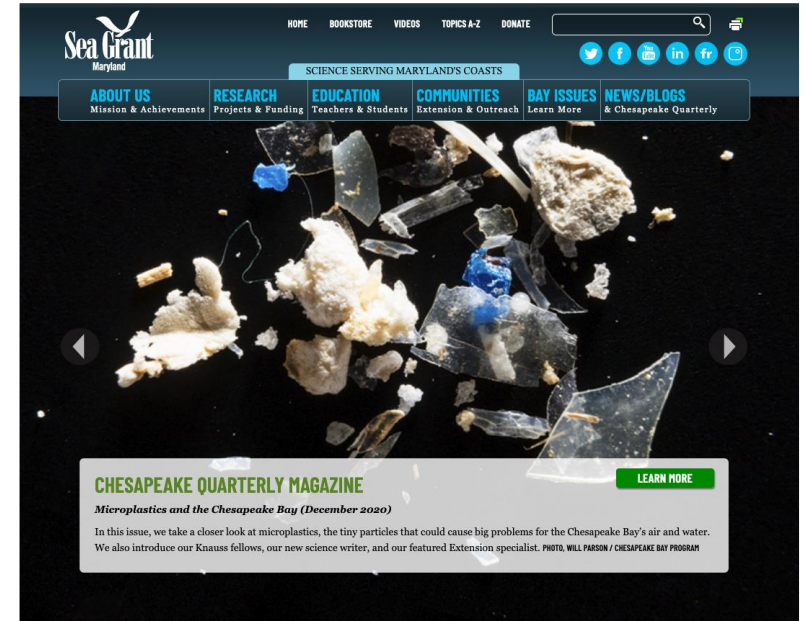 Sea Grant
Maryland
HOME BOOKSTORE VIDEOS TOPICS A-Z DONATE
You Tube
in
fr
SCIENCE SERVING MARYLAND'S COASTS
ABOUT US
Mission & Achievements
RESEARCH
Projects & Funding
EDUCATION
Teachers & Students
COMMUNITIES
Extension & Outreach
BAY ISSUES
Learn More
NEWS/BLOGS
& Chesapeake Quarterly
CHESAPEAKE QUARTERLY MAGAZINE
LEARN MORE
Microplastics and the Chesapeake Bay (December 2020)
In this issue, we take a closer look at microplastics, the tiny particles that could cause big problems for the Chesapeake Bay's air and water.
We also introduce our Knauss fellows, our new science writer, and our featured Extension specialist. PHOTO, WILL PARSON / CHESAPEAKE BAY PROGRAM